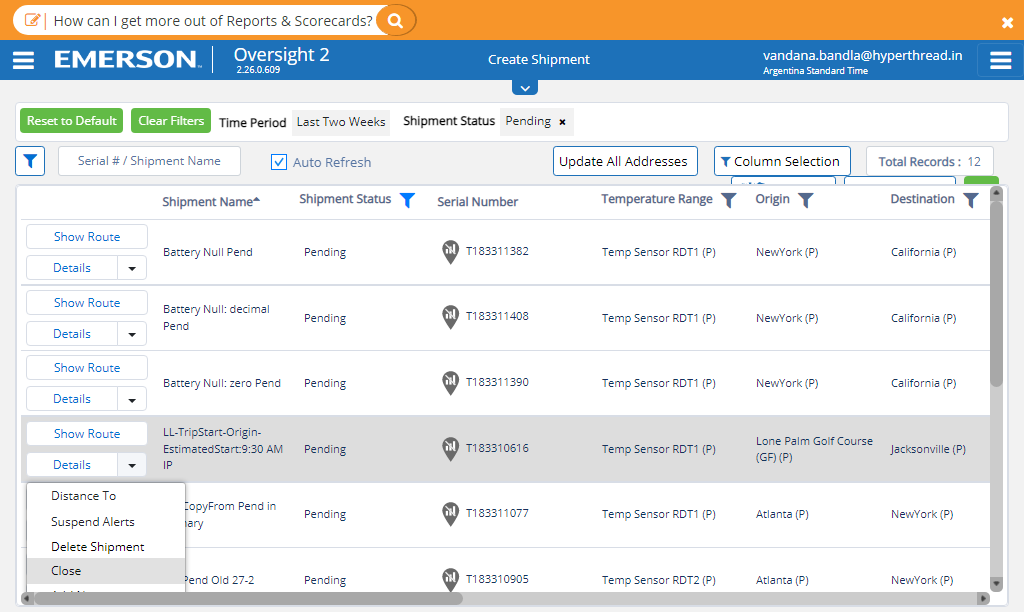 How can I get more out of Reports & Scorecards?
EMERSON
Oversight 2
2.26.0.609
Create Shipment
vandana.bandla@hyperthread.in
Argentina Standard Time
Reset to Default Clear Filters Time Period Last Two Weeks Shipment Status Pending ×
Serial # / Shipment Name Auto Refresh Update All Addresses Column Selection Total Records : 12
Shipment Name Shipment Status Serial Number Temperature Range Origin Destination
Show Route
Details
Battery Null Pend Pending T183311382 Temp Sensor RDT1 (P) NewYork (P) California (P)
Show Route
Details
Battery Null: decimal
Pend
Pending T183311408 Temp Sensor RDT1 (P) NewYork (P) California (P)
Show Route
Details
Battery Null: zero Pend Pending T183311390 Temp Sensor RDT1 (P) NewYork (P) California (P)
Show Route
Details
LL-TripStart-Origin-
EstimatedStart:9:30 AM
IP
Pending T183310616 Temp Sensor RDT1 (P)
Lone Palm Golf Course
(GF) (P)
Jacksonville (P)
Distance To
Suspend Alerts
Delete Shipment
Close
CopyFrom Pend in
Pending T183311077 Temp Sensor RDT1 (P) Atlanta (P) NewYork (P)
Pend Old 27-2 Pending T183310905 Temp Sensor RDT2 (P) Atlanta (P) NewYork (P)